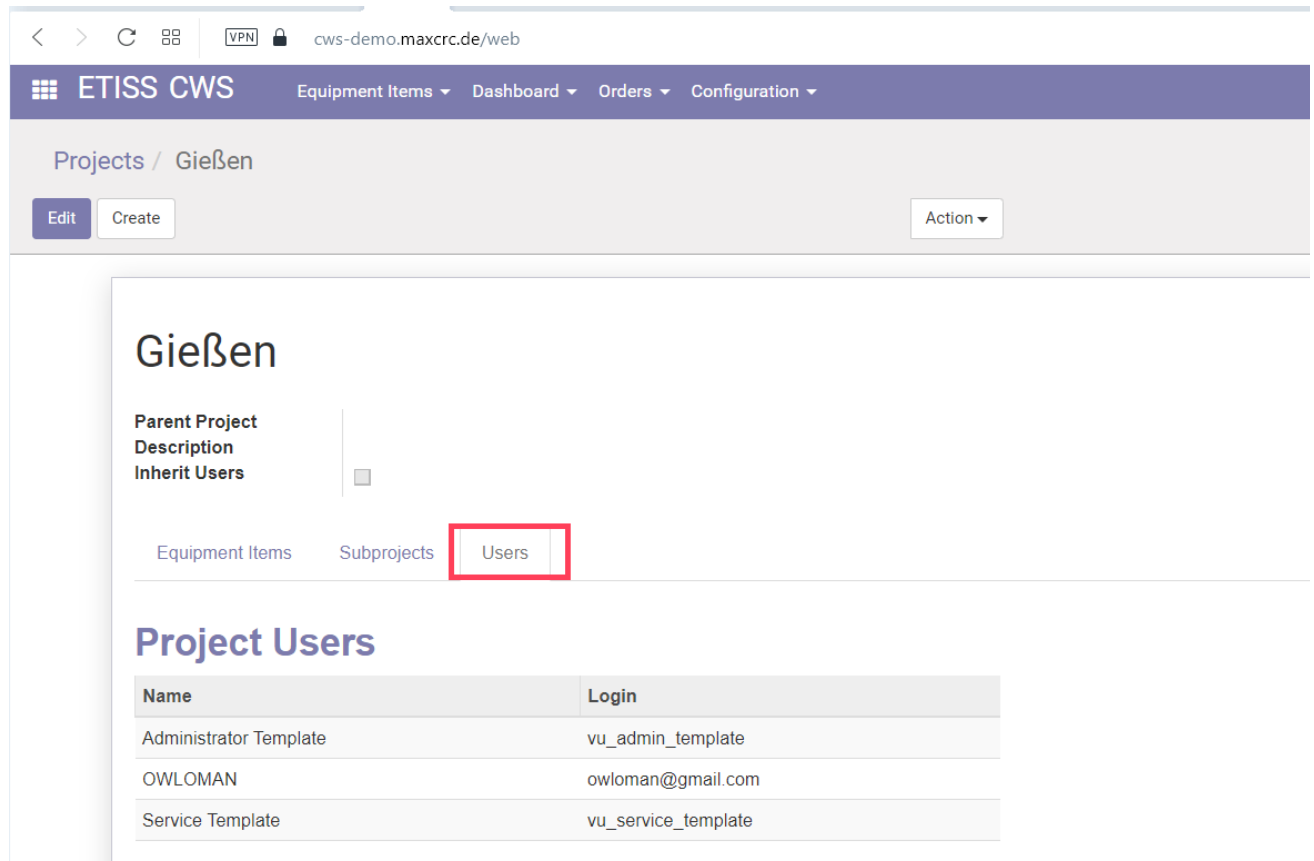 VPN cws-demo.maxcrc.de/web
ETISS CWS Equipment Items Dashboard Orders Configuration
Projects / Gießen
Edit Create Action
Gießen
Parent Project
Description
Inherit Users
Equipment Items Subprojects Users
Project Users
Name Login
Administrator Template vu_admin_template
OWLOMAN owloman@gmail.com
Service Template vu_service_template